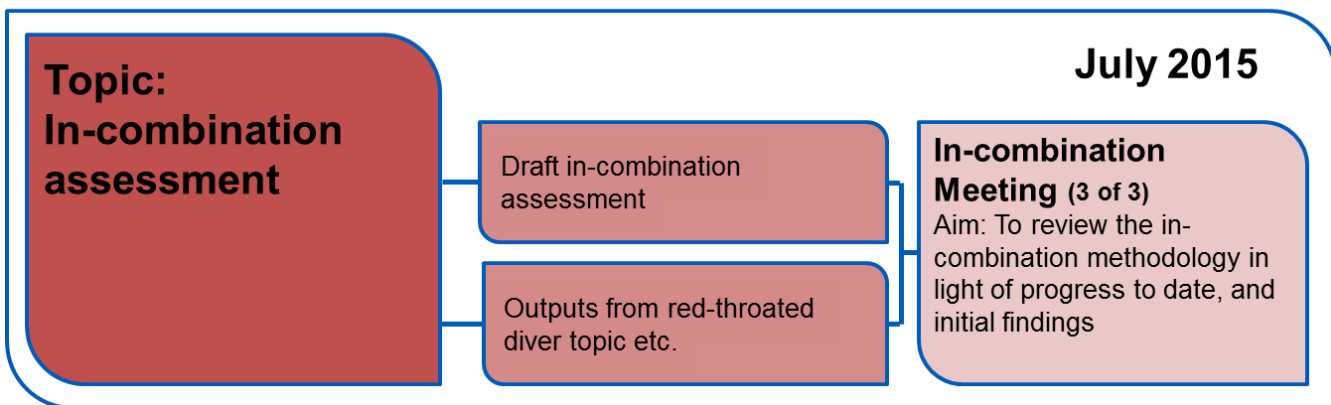 Topic:
In-combination
assessment
July 2015
Draft in-combination
assessment
Outputs from red-throated
diver topic etc.
In-combination
Meeting (3 of 3)
Aim: To review the in-
combination methodology in
light of progress to date, and
initial findings